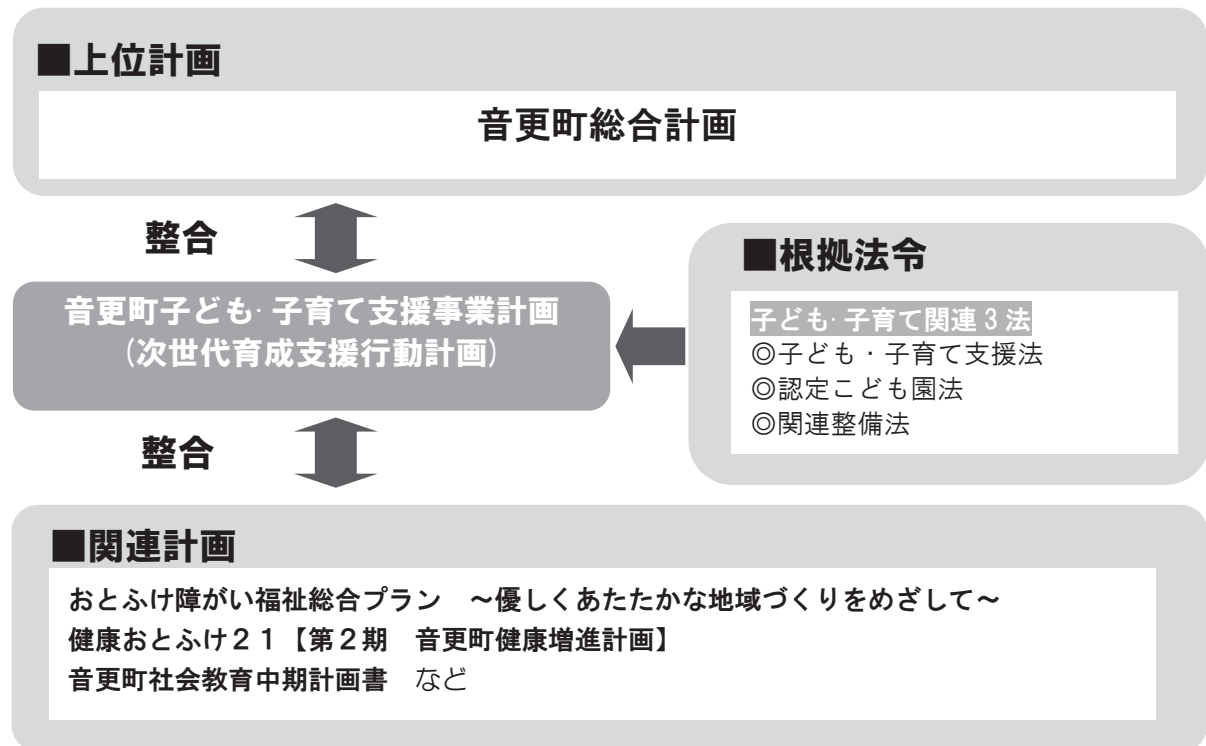 ■上位計画
音更町総合計画
整合
音更町子ども・子育て支援事業計画
(次世代育成支援行動計画)
■根拠法令
子ども・子育て関連3法
◎子ども・子育て支援法
◎認定こども園法
◎関連整備法
整合
■関連計画
おとふけ障がい福祉総合プラン　～優しくあたたかな地域づくりをめざして～
健康おとふけ２１【第２期　音更町健康増進計画】
音更町社会教育中期計画書　など